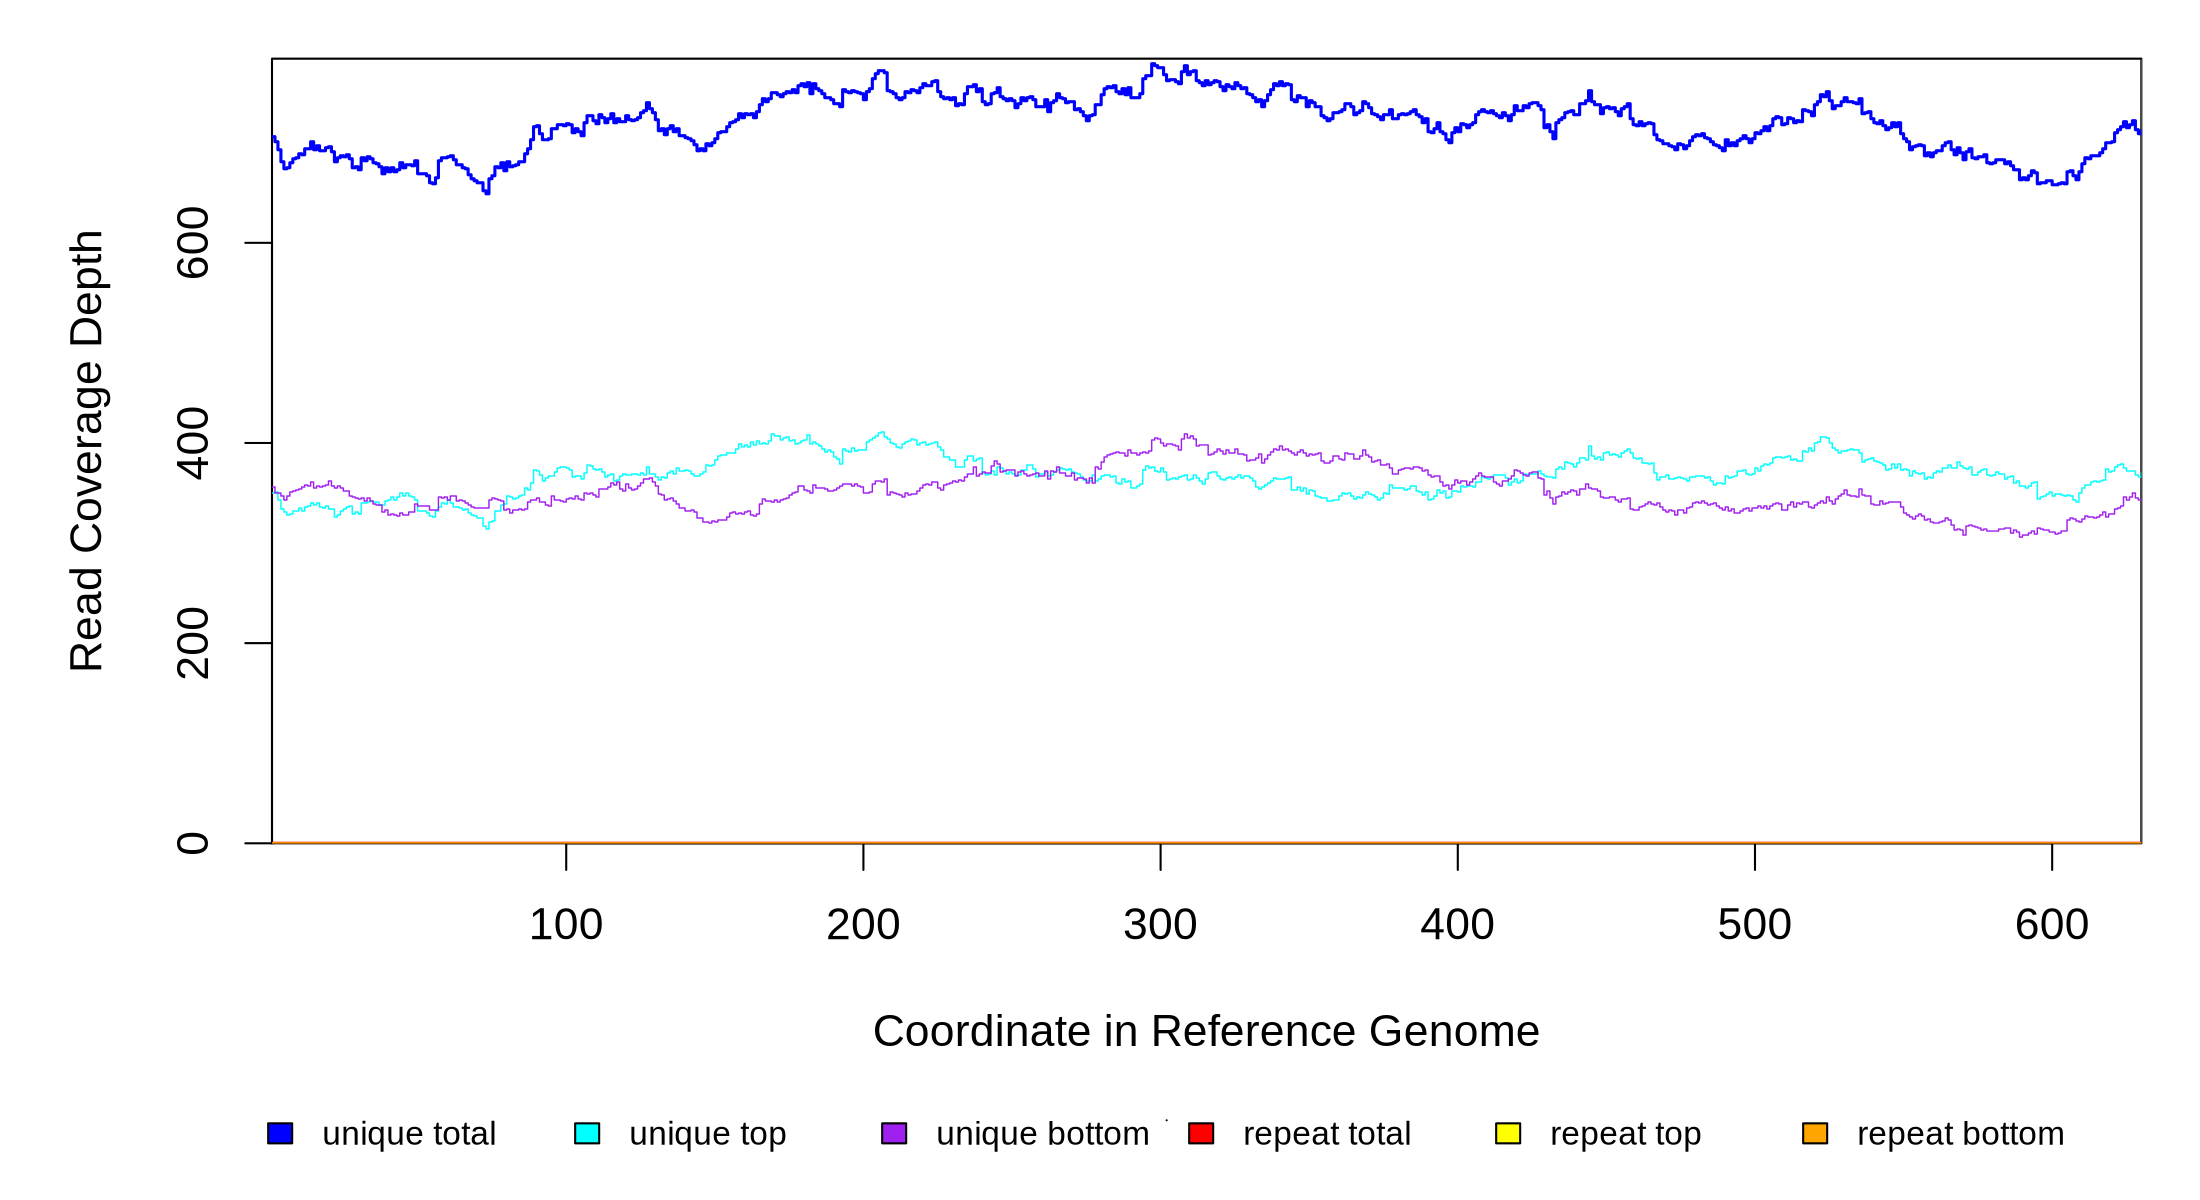 Read Coverage Depth
600
400
200
0
100 200 300 400 500 600
Coordinate in Reference Genome
unique total unique top unique bottom repeat total repeat top repeat bottom